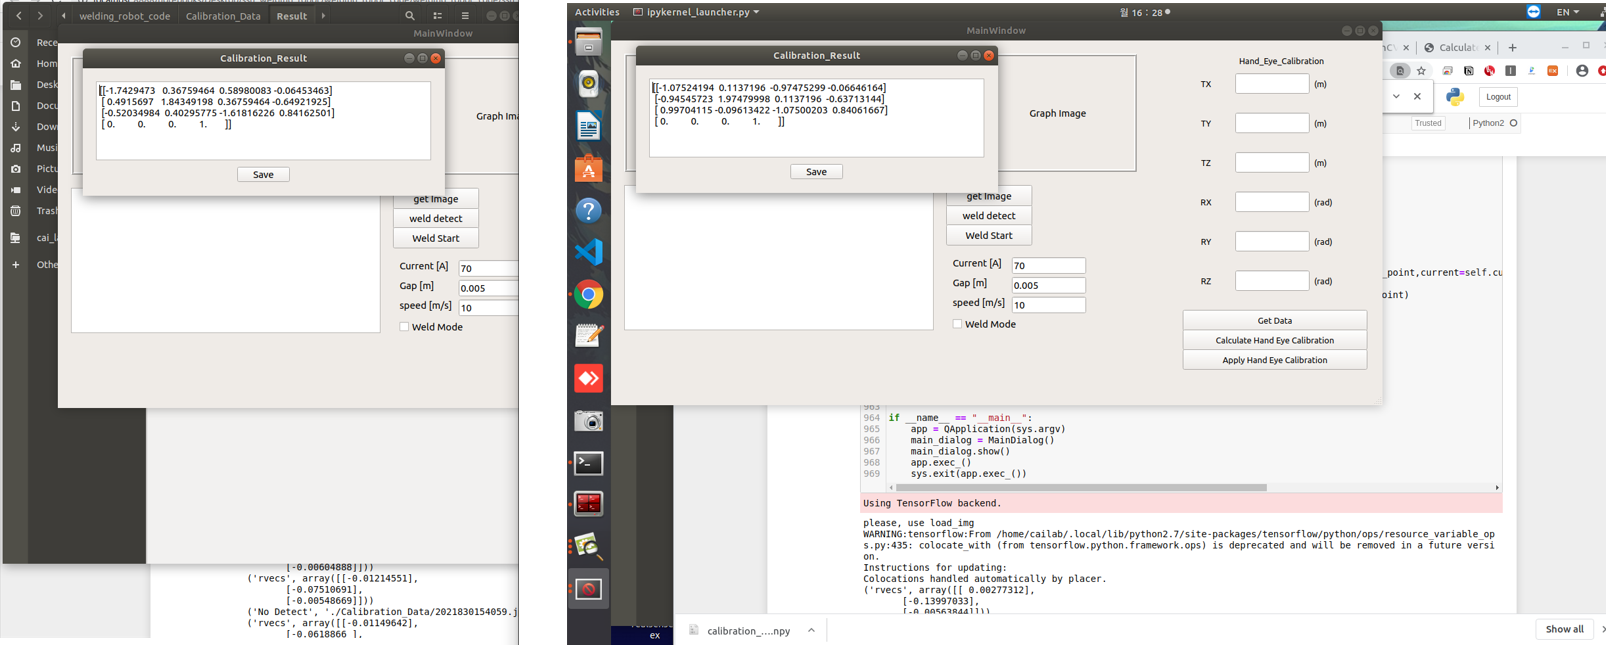 welding_robot_code Calibration_Data Result
MainWindow
Calibration_Result
[[-1.7429473 0.36759464 0.58980083 -0.06453463]
[ 0.4915697 1.84349198 0.36759464 -0.64921925]
[-0.52034984 0.40295775 -1.61816226 0.84162501]
[ 0. 0. 0. 1. ]]
Save
Graph Ima
get Image
weld detect
Weld Start
Current [A] 70
Gap [m] 0.005
speed [m/s] 10
Weld Mode
Rece
Hom
Desk
Docu
Down
Musi
Pictu
Vide
Trash
cai_la
Othe
[-0.00604888]]))
('rvecs', array([[-0.01214551],
[-0.07510691],
[-0.00548669]]))
('No Detect', './Calibration_Data/2021830154059.j
('rvecs', array([[-0.01149642],
[-0.0618866 ],
Activities ipykernel_launcher.py 월 16 : 28 EN
MainWindow
Calibration_Result
[[-1.07524194 0.1137196 -0.97475299 -0.06646164]
[-0.94545723 1.97479998 0.1137196 -0.63713144]
[ 0.99704115 -0.09613422 -1.07500203 0.84061667]
[ 0. 0. 0. 1. ]]
Save
Graph Image
get Image
weld detect
Weld Start
Current [A] 70
Gap [m] 0.005
speed [m/s] 10
Weld Mode
Hand_Eye_Calibration
TX (m)
TY (m)
TZ (m)
RX (rad)
RY (rad)
RZ (rad)
Get Data
Calculate Hand Eye Calibration
Apply Hand Eye Calibration
Calculat
Logout
Trusted Python2
_point,current=self.cu
oint)
963
964 if __name__ == "__main__":
965 app = QApplication(sys.argv)
966 main_dialog = MainDialog()
967 main_dialog.show()
968 app.exec_()
969 sys.exit(app.exec_())
Using TensorFlow backend.
please, use load_img
WARNING:tensorflow:From /home/cailab/.local/lib/python2.7/site-packages/tensorflow/python/ops/resource_variable_op
s.py:435: colocate_with (from tensorflow.python.framework.ops) is deprecated and will be removed in a future versi
on.
Instructions for updating:
Colocations handled automatically by placer.
('rvecs', array([[ 0.00277312],
[-0.13997033],
[-0.00563844]]))
ex
calibration_....npy
Show all